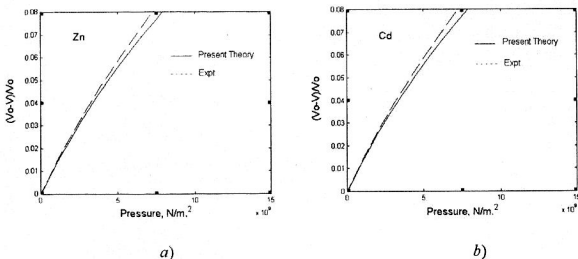 0.08
0.07
0.06
0.05
0.04
0.03
0.02
0.01
0
(Vo-V)/Vo
Zn
Present Theory
Expt
0
5
10
15
Pressure, N/m.²
× 10⁹
a)
0.08
0.07
0.06
0.05
0.04
0.03
0.02
0.01
0
(Vo-V)/Vo
Cd
Present Theory
Expt
0
5
10
15
Pressure, N/m.²
× 10⁹
b)